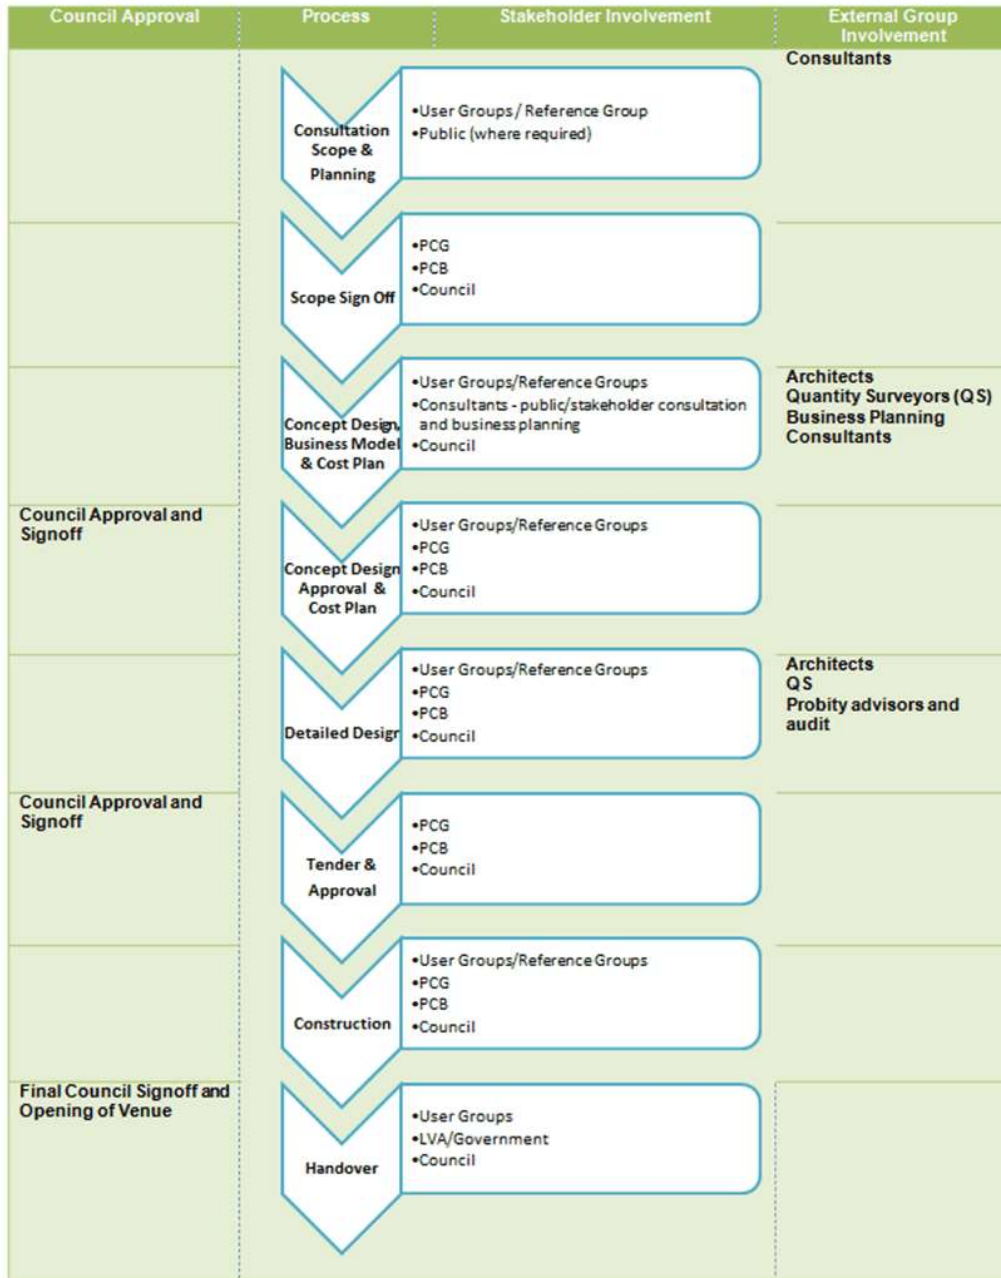 Council Approval
Process
Stakeholder Involvement
External Group
Involvement
Consultants
Consultation
Scope &
Planning
•User Groups / Reference Group
•Public (where required)
Scope Sign Off
•PCG
•PCB
•Council
Concept Design,
Business Model
& Cost Plan
•User Groups/Reference Groups
•Consultants - public/stakeholder consultation
and business planning
•Council
Architects
Quantity Surveyors (QS)
Business Planning
Consultants
Council Approval and
Signoff
Concept Design
Approval &
Cost Plan
•User Groups/Reference Groups
•PCG
•PCB
•Council
Detailed Design
•User Groups/Reference Groups
•PCG
•PCB
•Council
Architects
QS
Probity advisors and
audit
Council Approval and
Signoff
Tender &
Approval
•PCG
•PCB
•Council
Construction
•User Groups/Reference Groups
•PCG
•PCB
•Council
Final Council Signoff and
Opening of Venue
Handover
•User Groups
•LVA/Government
•Council